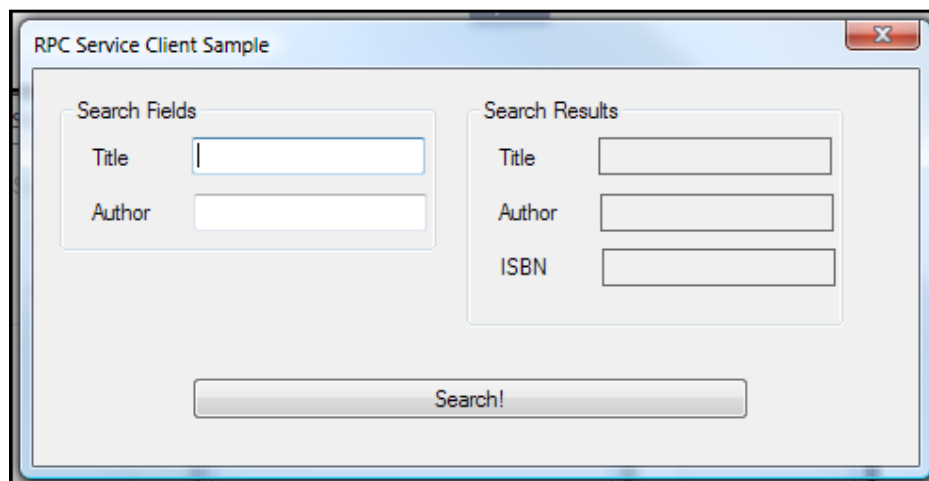 RPC Service Client Sample
Search Fields
Title
Author
Search Results
Title
Author
ISBN
Search!